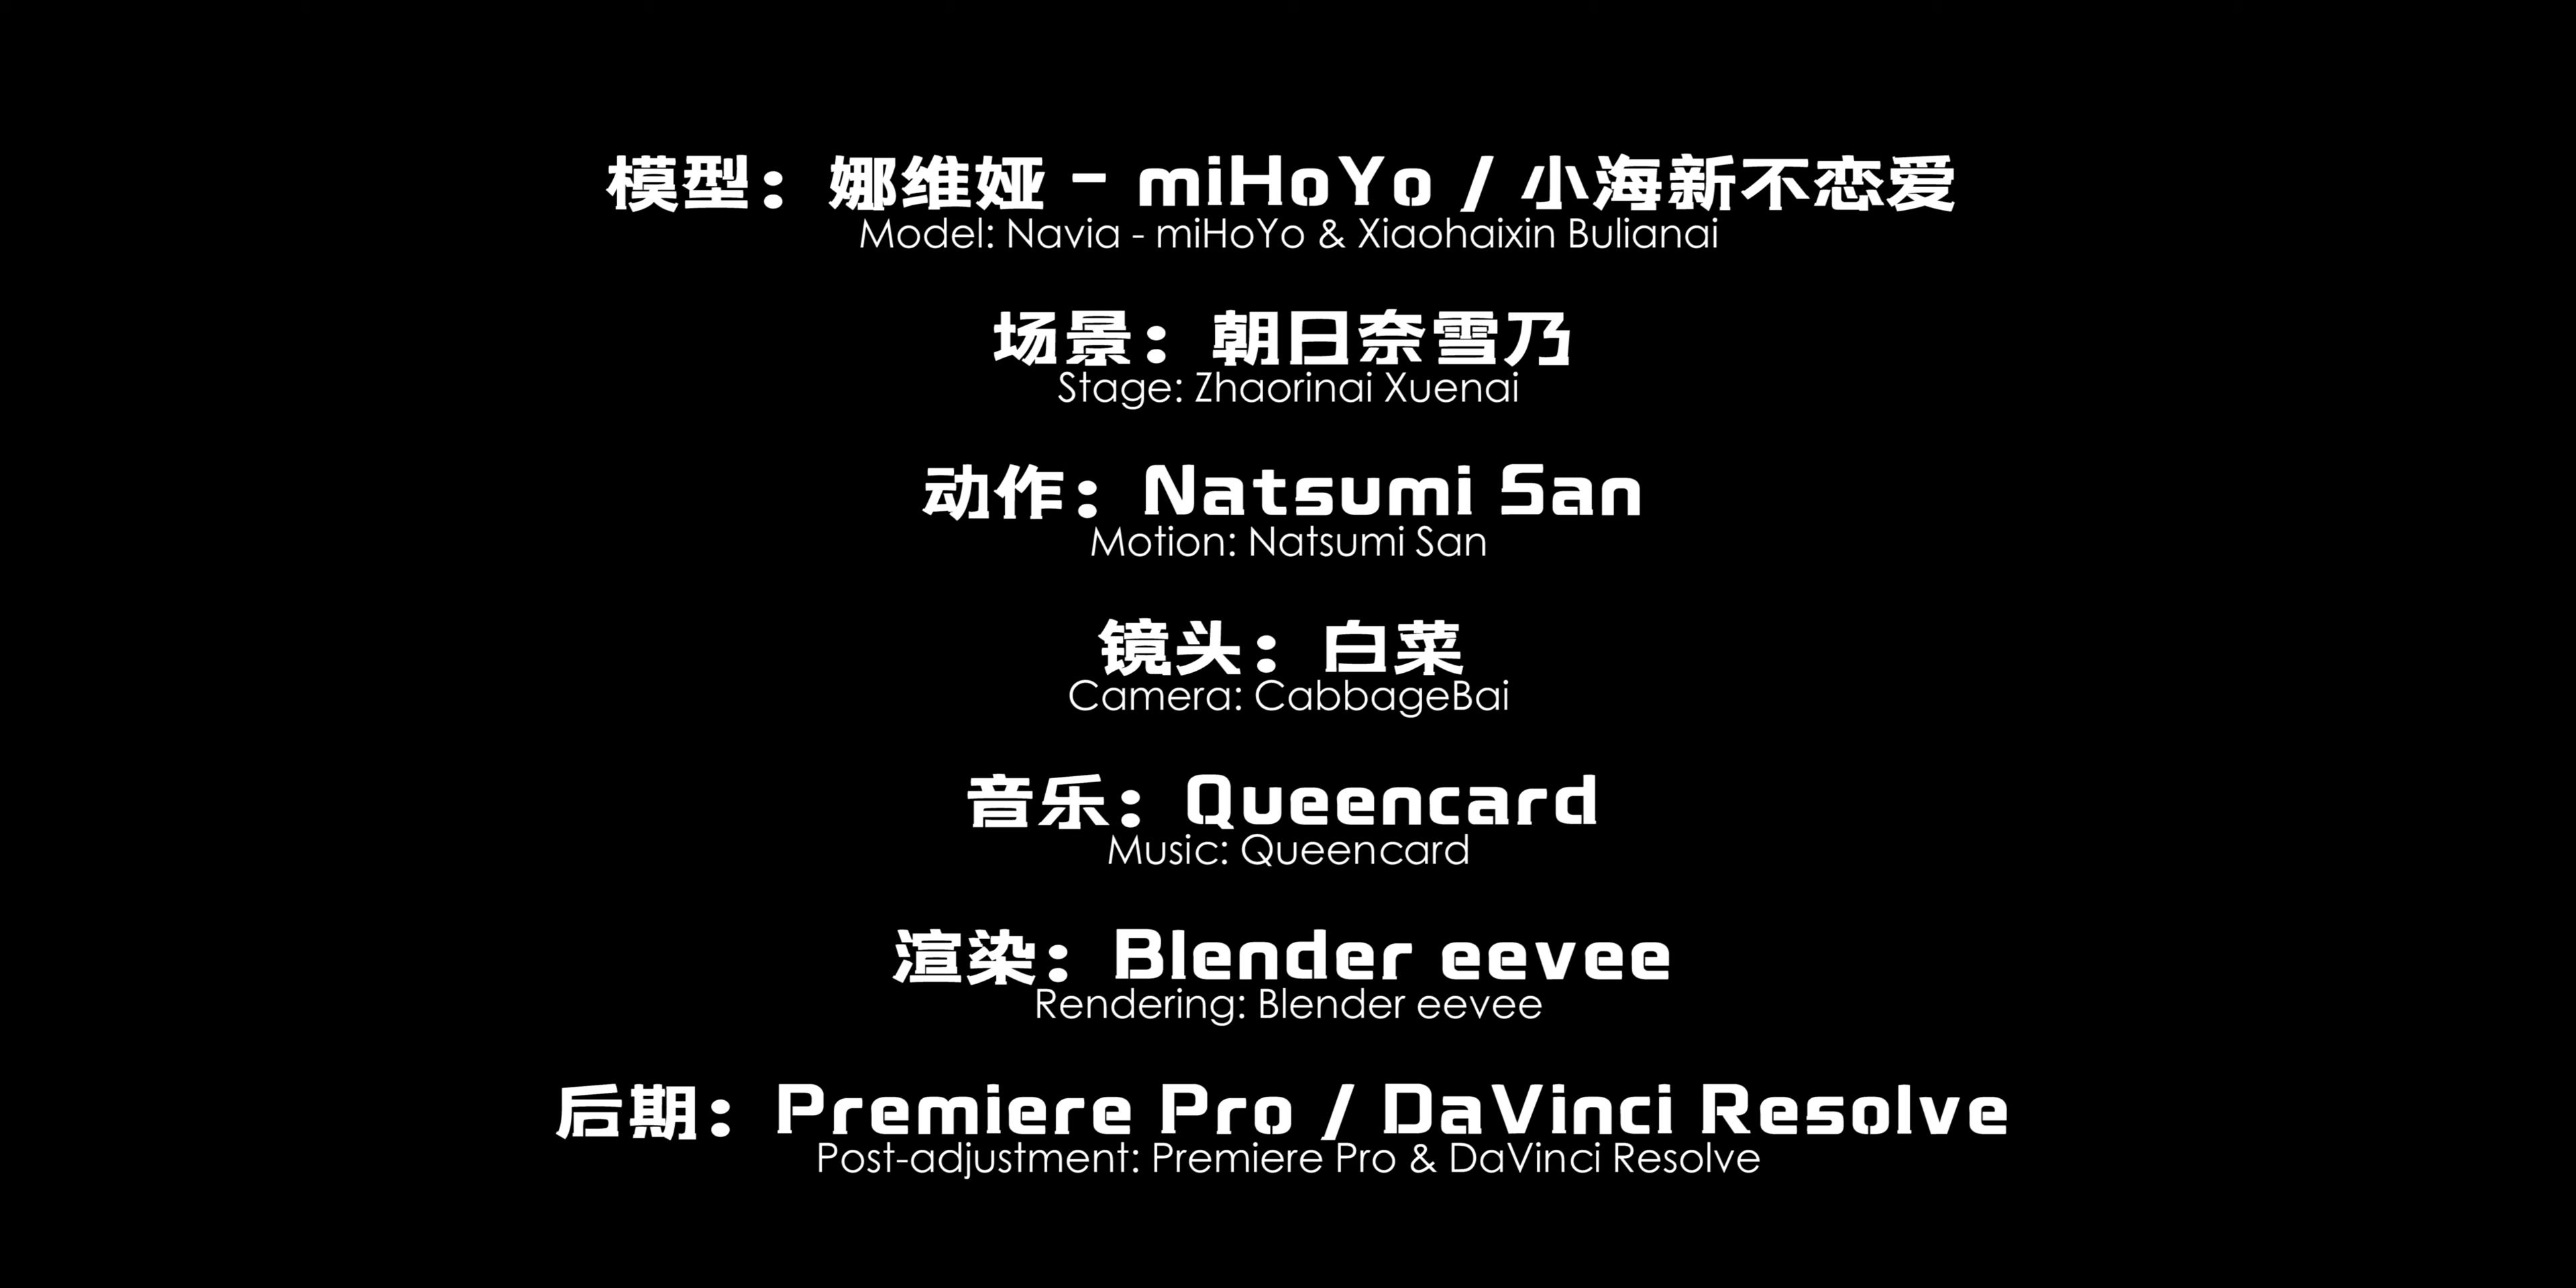 模型：娜维娅 - miHoYo / 小海新不恋爱
Model: Navia - miHoYo & Xiaohaixin Bulianai
场景：朝日奈雪乃
Stage: Zhaorinai Xuenai
动作：Natsumi San
Motion: Natsumi San
镜头：白菜
Camera: CabbageBai
音乐：Queencard
Music: Queencard
渲染：Blender eevee
Rendering: Blender eevee
后期：Premiere Pro / DaVinci Resolve
Post-adjustment: Premiere Pro & DaVinci Resolve